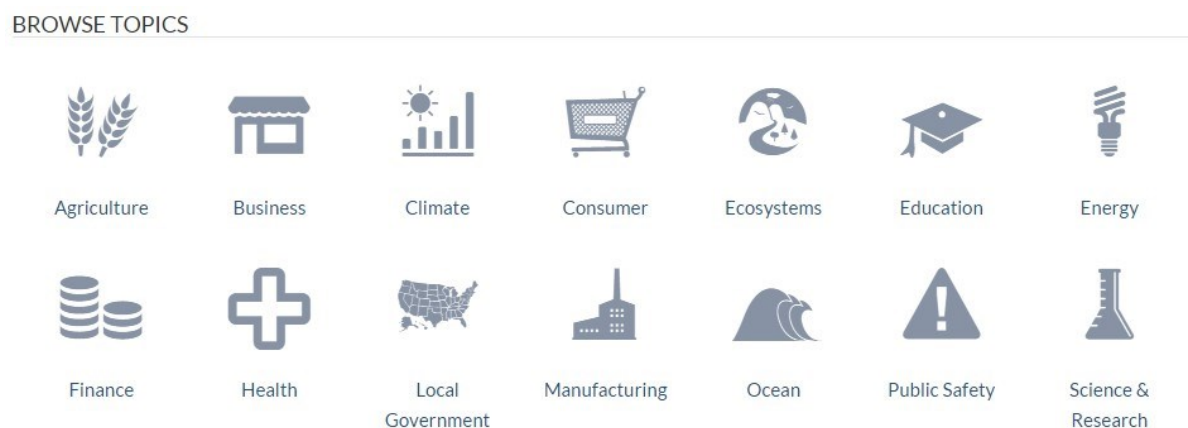 BROWSE TOPICS
Agriculture
Business
Climate
Consumer
Ecosystems
Education
Energy
Finance
Health
Local
Government
Manufacturing
Ocean
Public Safety
Science &
Research